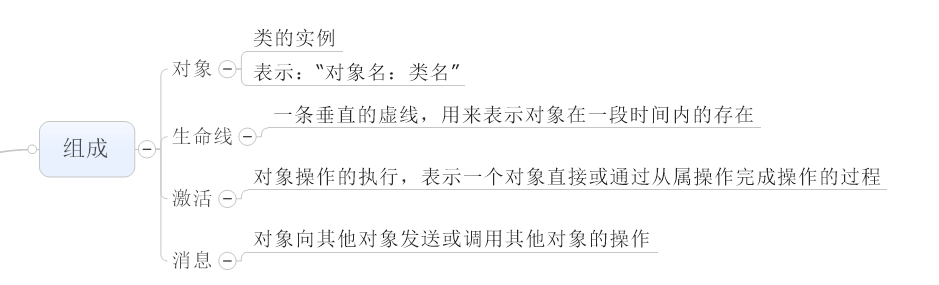 组成
对象
类的实例
表示：“对象名：类名”
生命线
一条垂直的虚线，用来表示对象在一段时间内的存在
激活
对象操作的执行，表示一个对象直接或通过从属操作完成操作的过程
消息
对象向其他对象发送或调用其他对象的操作